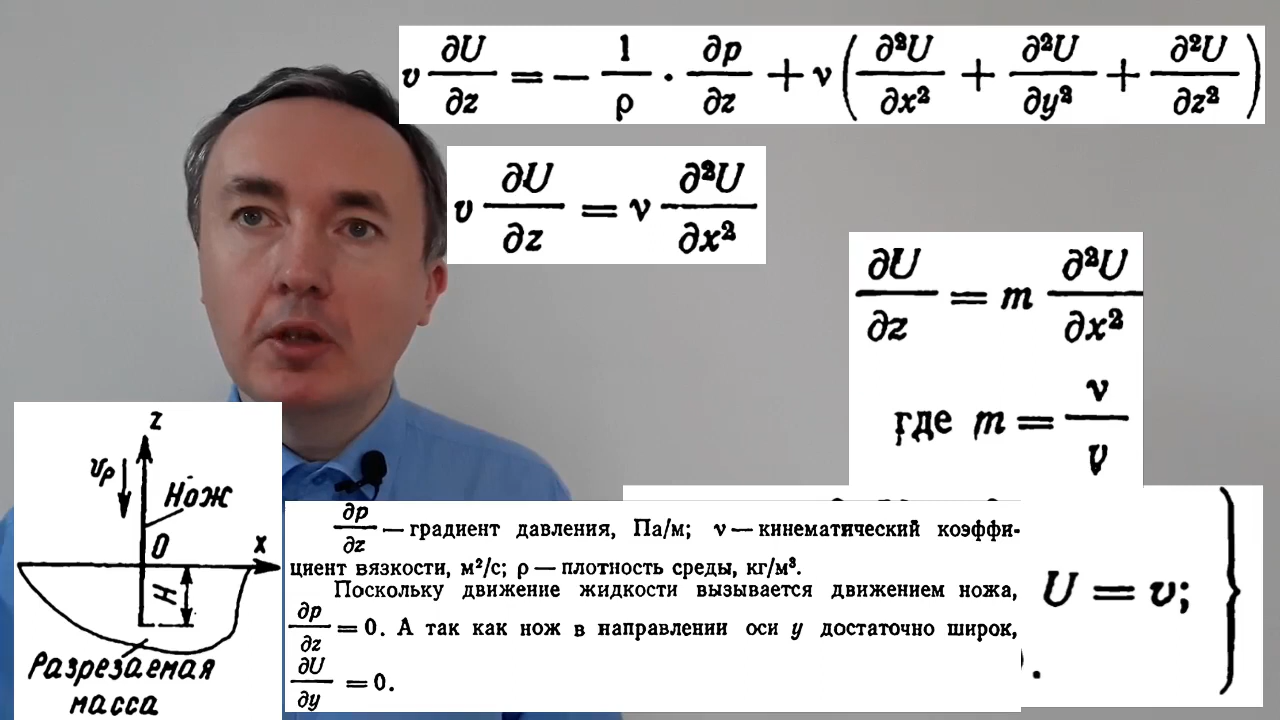 v ∂U/∂z = − 1/ρ · ∂p/∂z + ν(∂²U/∂x² + ∂²U/∂y² + ∂²U/∂z²)
v ∂U/∂z = ν ∂²U/∂x²
∂U/∂z = m ∂²U/∂x²
где m = ν/v
z
vρ
Нож
O
x
H
Разрезаемая
масса
∂p/∂z — градиент давления, Па/м; ν — кинематический коэффи-
циент вязкости, м²/с; ρ — плотность среды, кг/м³.
Поскольку движение жидкости вызывается движением ножа,
∂p/∂z = 0. А так как нож в направлении оси y достаточно широк,
∂U/∂y = 0.
U = v;